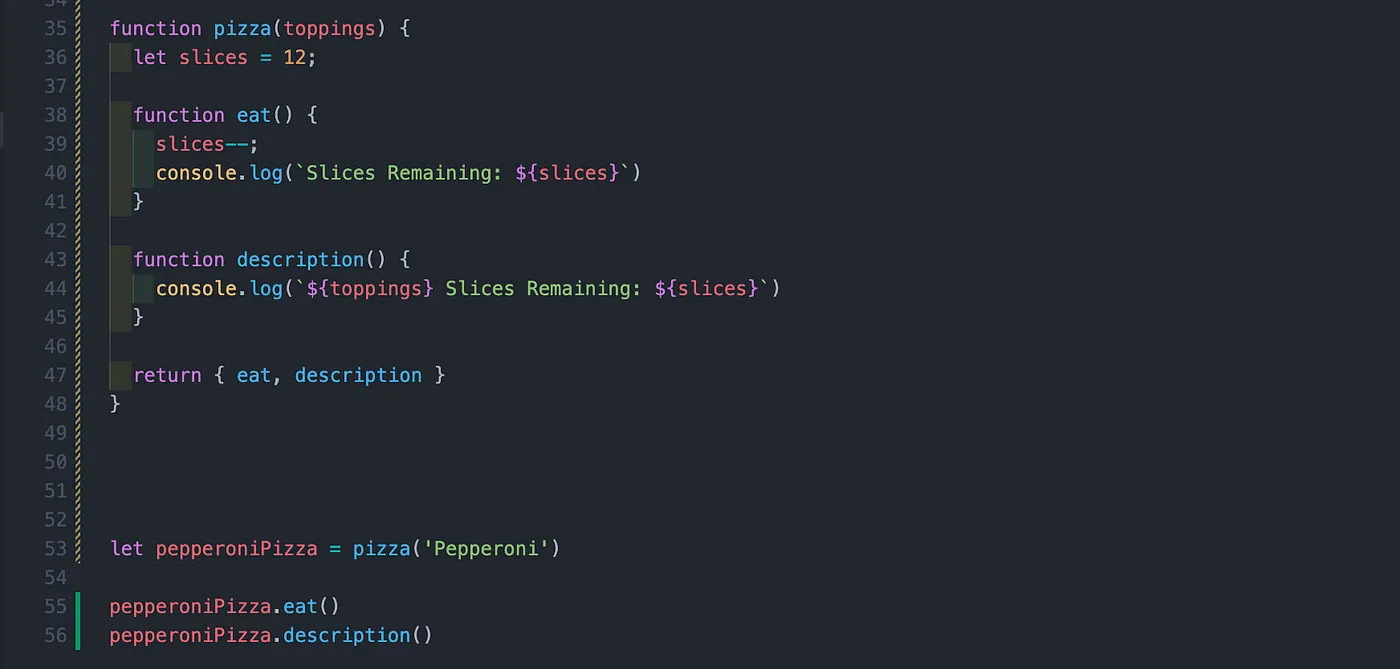 34
35 function pizza(toppings) {
36 let slices = 12;
37
38 function eat() {
39 slices--;
40 console.log(`Slices Remaining: ${slices}`)
41 }
42
43 function description() {
44 console.log(`${toppings} Slices Remaining: ${slices}`)
45 }
46
47 return { eat, description }
48 }
49
50
51
52
53 let pepperoniPizza = pizza('Pepperoni')
54
55 pepperoniPizza.eat()
56 pepperoniPizza.description()